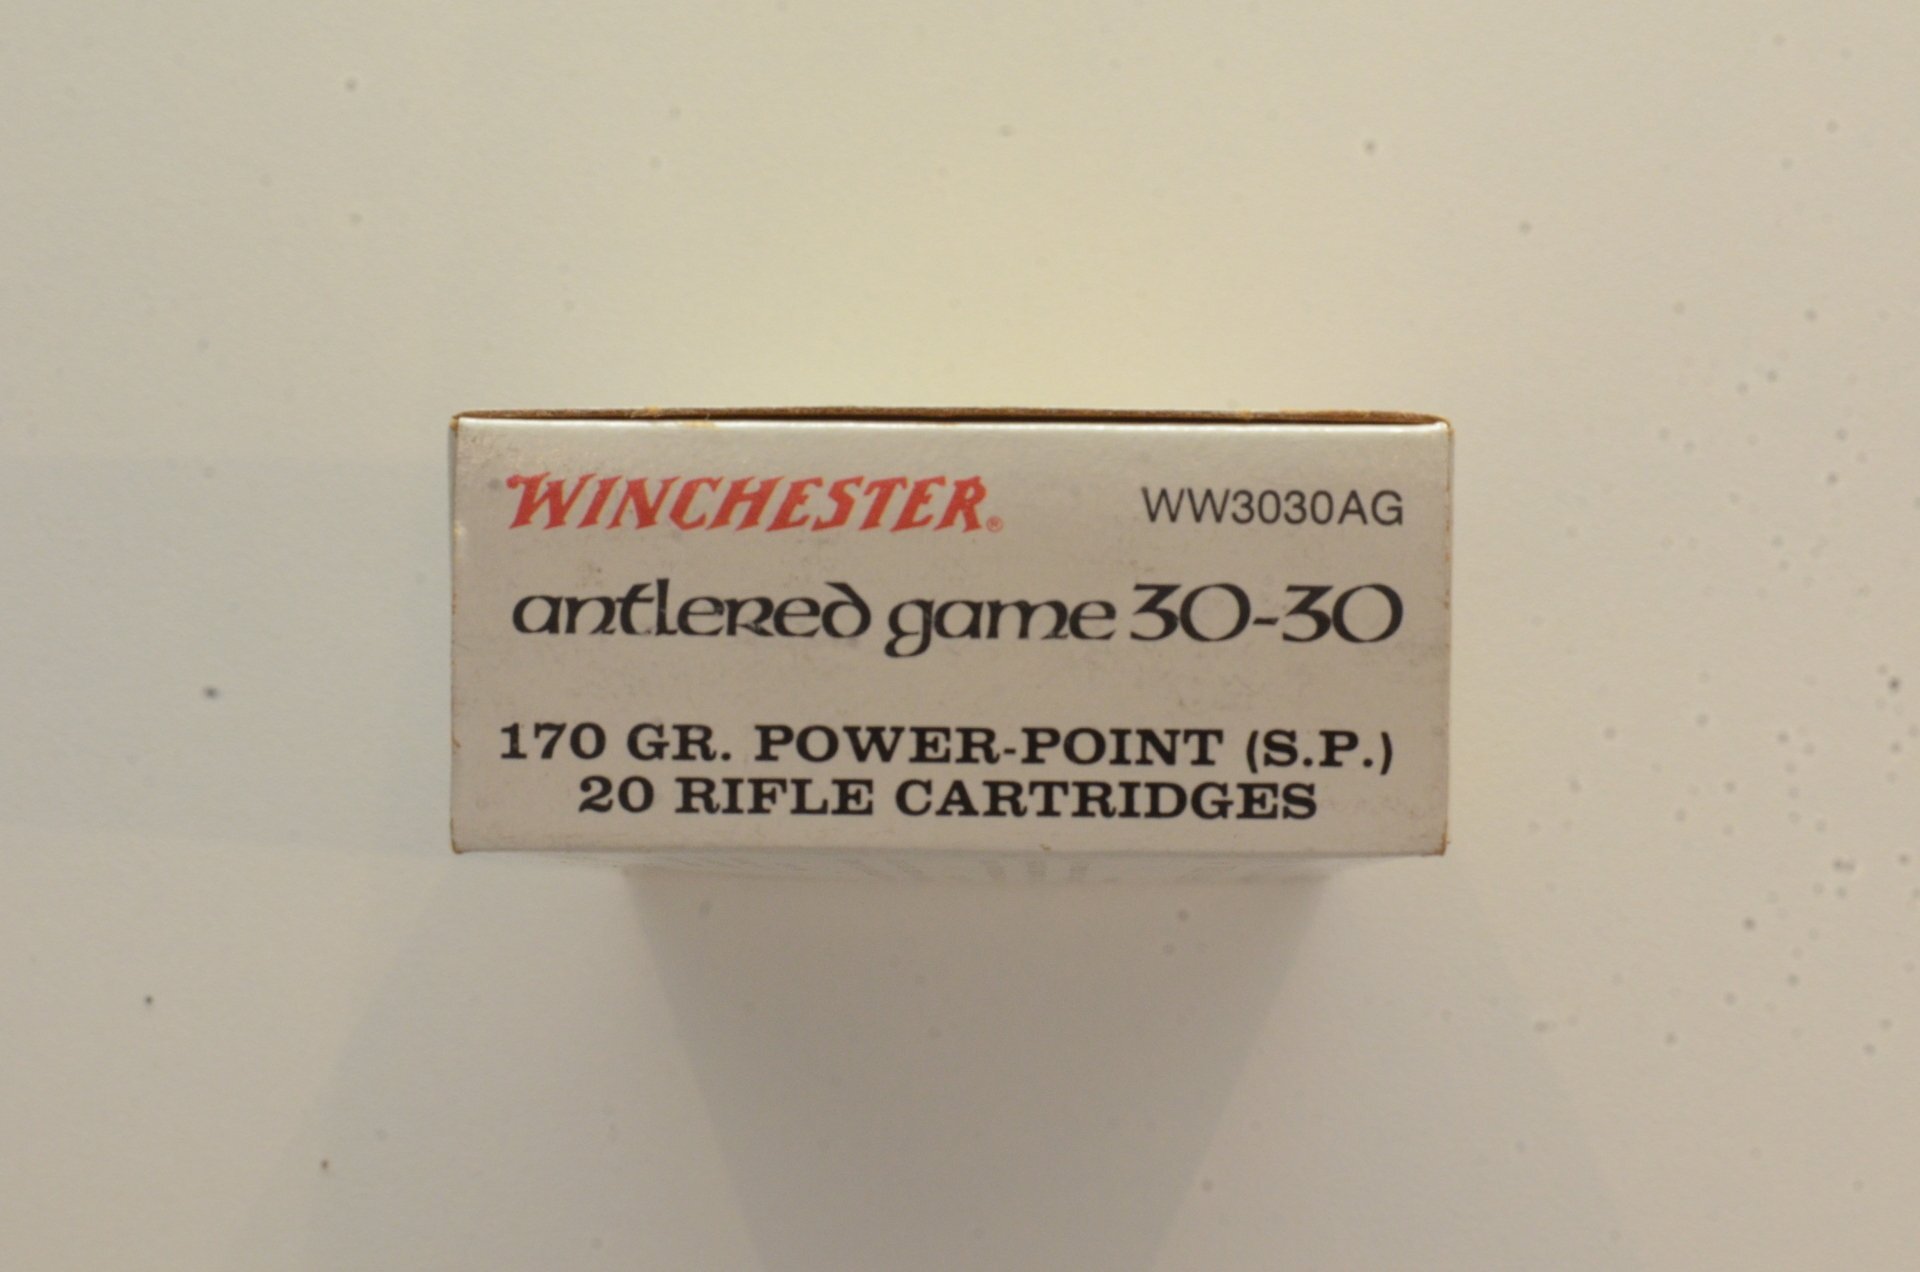 WINCHESTER® WW3030AG
antlered game 30-30
170 GR. POWER-POINT (S.P.)
20 RIFLE CARTRIDGES